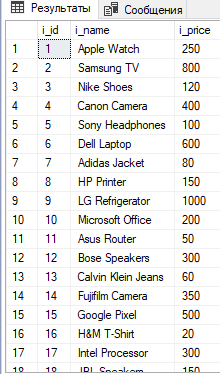 Результаты Сообщения
i_id i_name i_price
1 1 Apple Watch 250
2 2 Samsung TV 800
3 3 Nike Shoes 120
4 4 Canon Camera 400
5 5 Sony Headphones 100
6 6 Dell Laptop 600
7 7 Adidas Jacket 80
8 8 HP Printer 150
9 9 LG Refrigerator 1000
10 10 Microsoft Office 200
11 11 Asus Router 50
12 12 Bose Speakers 300
13 13 Calvin Klein Jeans 60
14 14 Fujifilm Camera 350
15 15 Google Pixel 500
16 16 H&M T-Shirt 20
17 17 Intel Processor 300
18 18 JBL Speaker 150